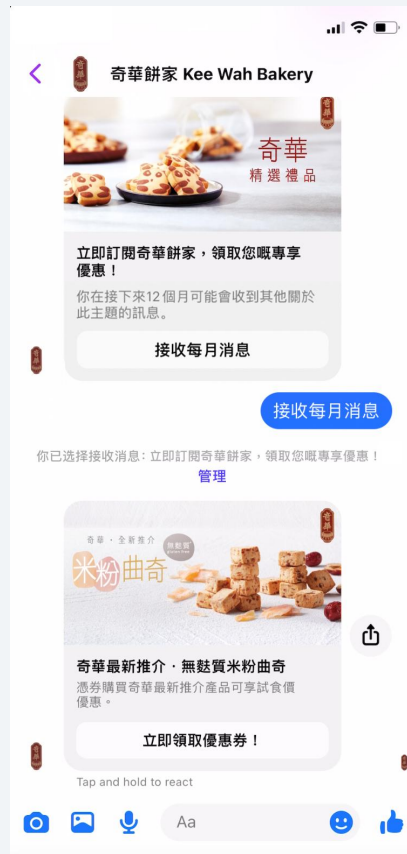 奇華餅家 Kee Wah Bakery
奇華
奇華
精選禮品
立即訂閱奇華餅家，領取您嘅專享
優惠！
你在接下來12個月可能會收到其他關於
此主題的訊息。
接收每月消息
接收每月消息
你已选择接收消息：立即訂閱奇華餅家，領取您嘅專享優惠！
管理
奇華·全新推介
無麩質
gluten free
米粉曲奇
奇華最新推介·無麩質米粉曲奇
憑券購買奇華最新推介產品可享試食價
優惠。
立即領取優惠券！
Tap and hold to react
Aa